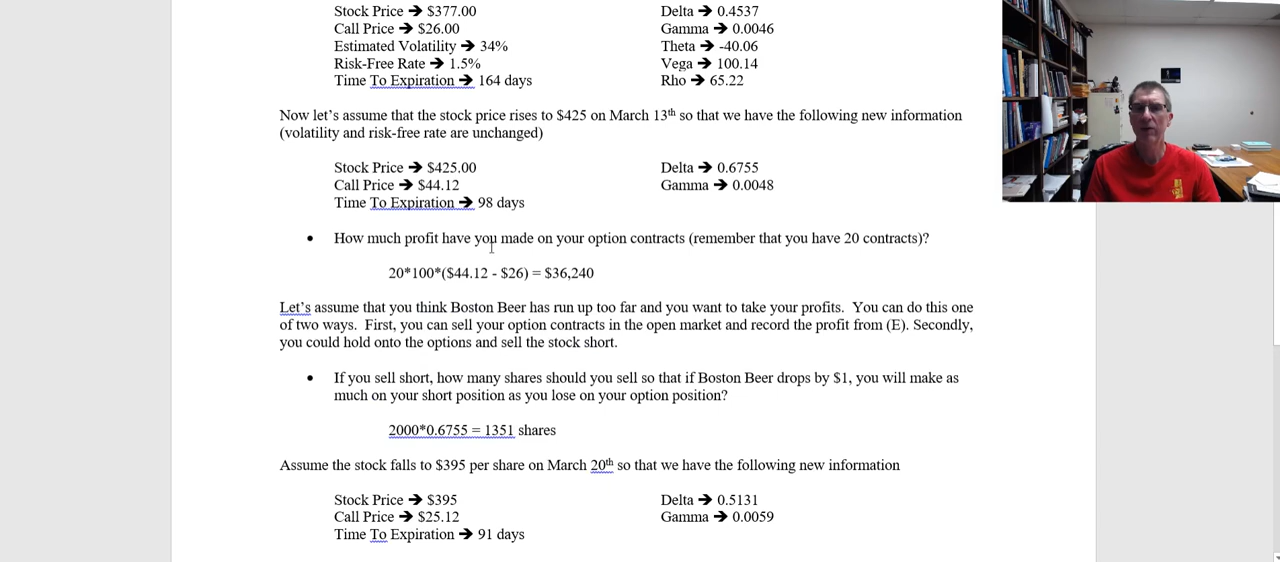 Stock Price ➔ $377.00 Delta ➔ 0.4537
Call Price ➔ $26.00 Gamma ➔ 0.0046
Estimated Volatility ➔ 34% Theta ➔ -40.06
Risk-Free Rate ➔ 1.5% Vega ➔ 100.14
Time To Expiration ➔ 164 days Rho ➔ 65.22
Now let's assume that the stock price rises to $425 on March 13th so that we have the following new information
(volatility and risk-free rate are unchanged)
Stock Price ➔ $425.00 Delta ➔ 0.6755
Call Price ➔ $44.12 Gamma ➔ 0.0048
Time To Expiration ➔ 98 days
• How much profit have you made on your option contracts (remember that you have 20 contracts)?
20*100*($44.12 - $26) = $36,240
Let's assume that you think Boston Beer has run up too far and you want to take your profits. You can do this one
of two ways. First, you can sell your option contracts in the open market and record the profit from (E). Secondly,
you could hold onto the options and sell the stock short.
• If you sell short, how many shares should you sell so that if Boston Beer drops by $1, you will make as
much on your short position as you lose on your option position?
2000*0.6755 = 1351 shares
Assume the stock falls to $395 per share on March 20th so that we have the following new information
Stock Price ➔ $395 Delta ➔ 0.5131
Call Price ➔ $25.12 Gamma ➔ 0.0059
Time To Expiration ➔ 91 days